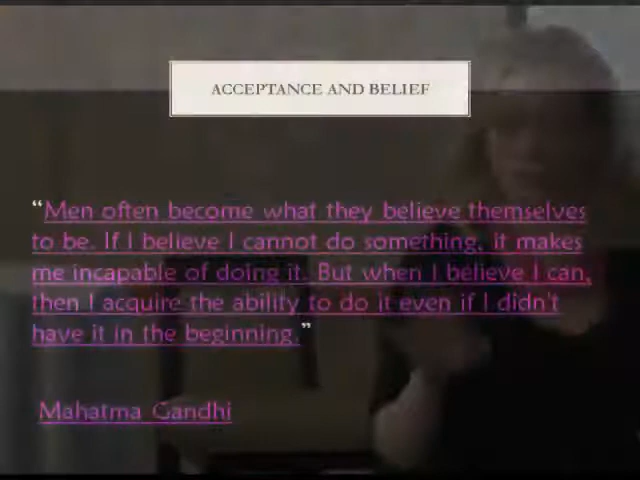 ACCEPTANCE AND BELIEF
“Men often become what they believe themselves
to be. If I believe I cannot do something, it makes
me incapable of doing it. But when I believe I can,
then I acquire the ability to do it even if I didn't
have it in the beginning.”
Mahatma Gandhi